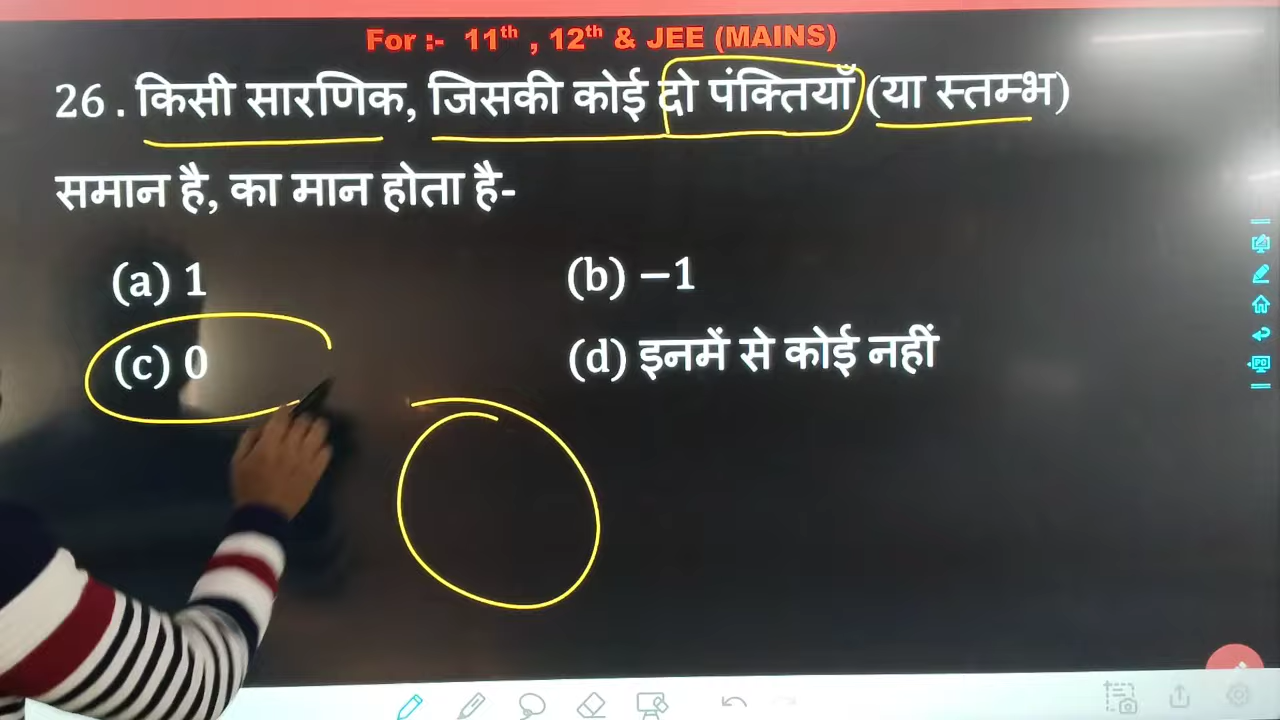 For :- 11th , 12th & JEE (MAINS)
26 . किसी सारणिक, जिसकी कोई दो पंक्तियाँ (या स्तम्भ)
समान है, का मान होता है-
(a) 1
(b) −1
(c) 0
(d) इनमें से कोई नहीं